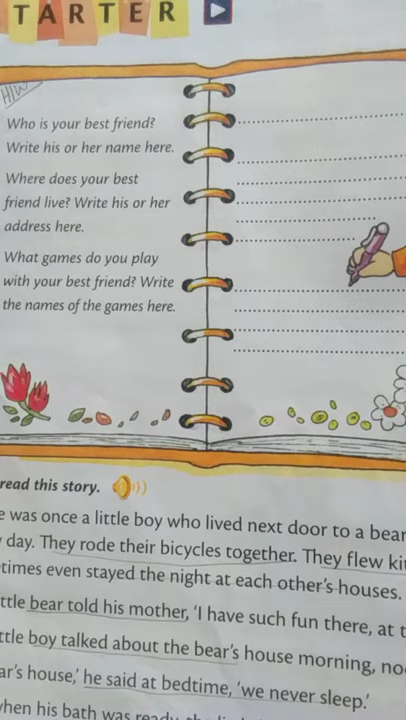 TARTER
H/W
Who is your best friend?
Write his or her name here.
Where does your best
friend live? Write his or her
address here.
What games do you play
with your best friend? Write
the names of the games here.
read this story.
e was once a little boy who lived next door to a bear
day. They rode their bicycles together. They flew ki
times even stayed the night at each other's houses.
ttle bear told his mother, 'I have such fun there, at t
ttle boy talked about the bear's house morning, no
ar's house,' he said at bedtime, 'we never sleep.'
when his bath was ready